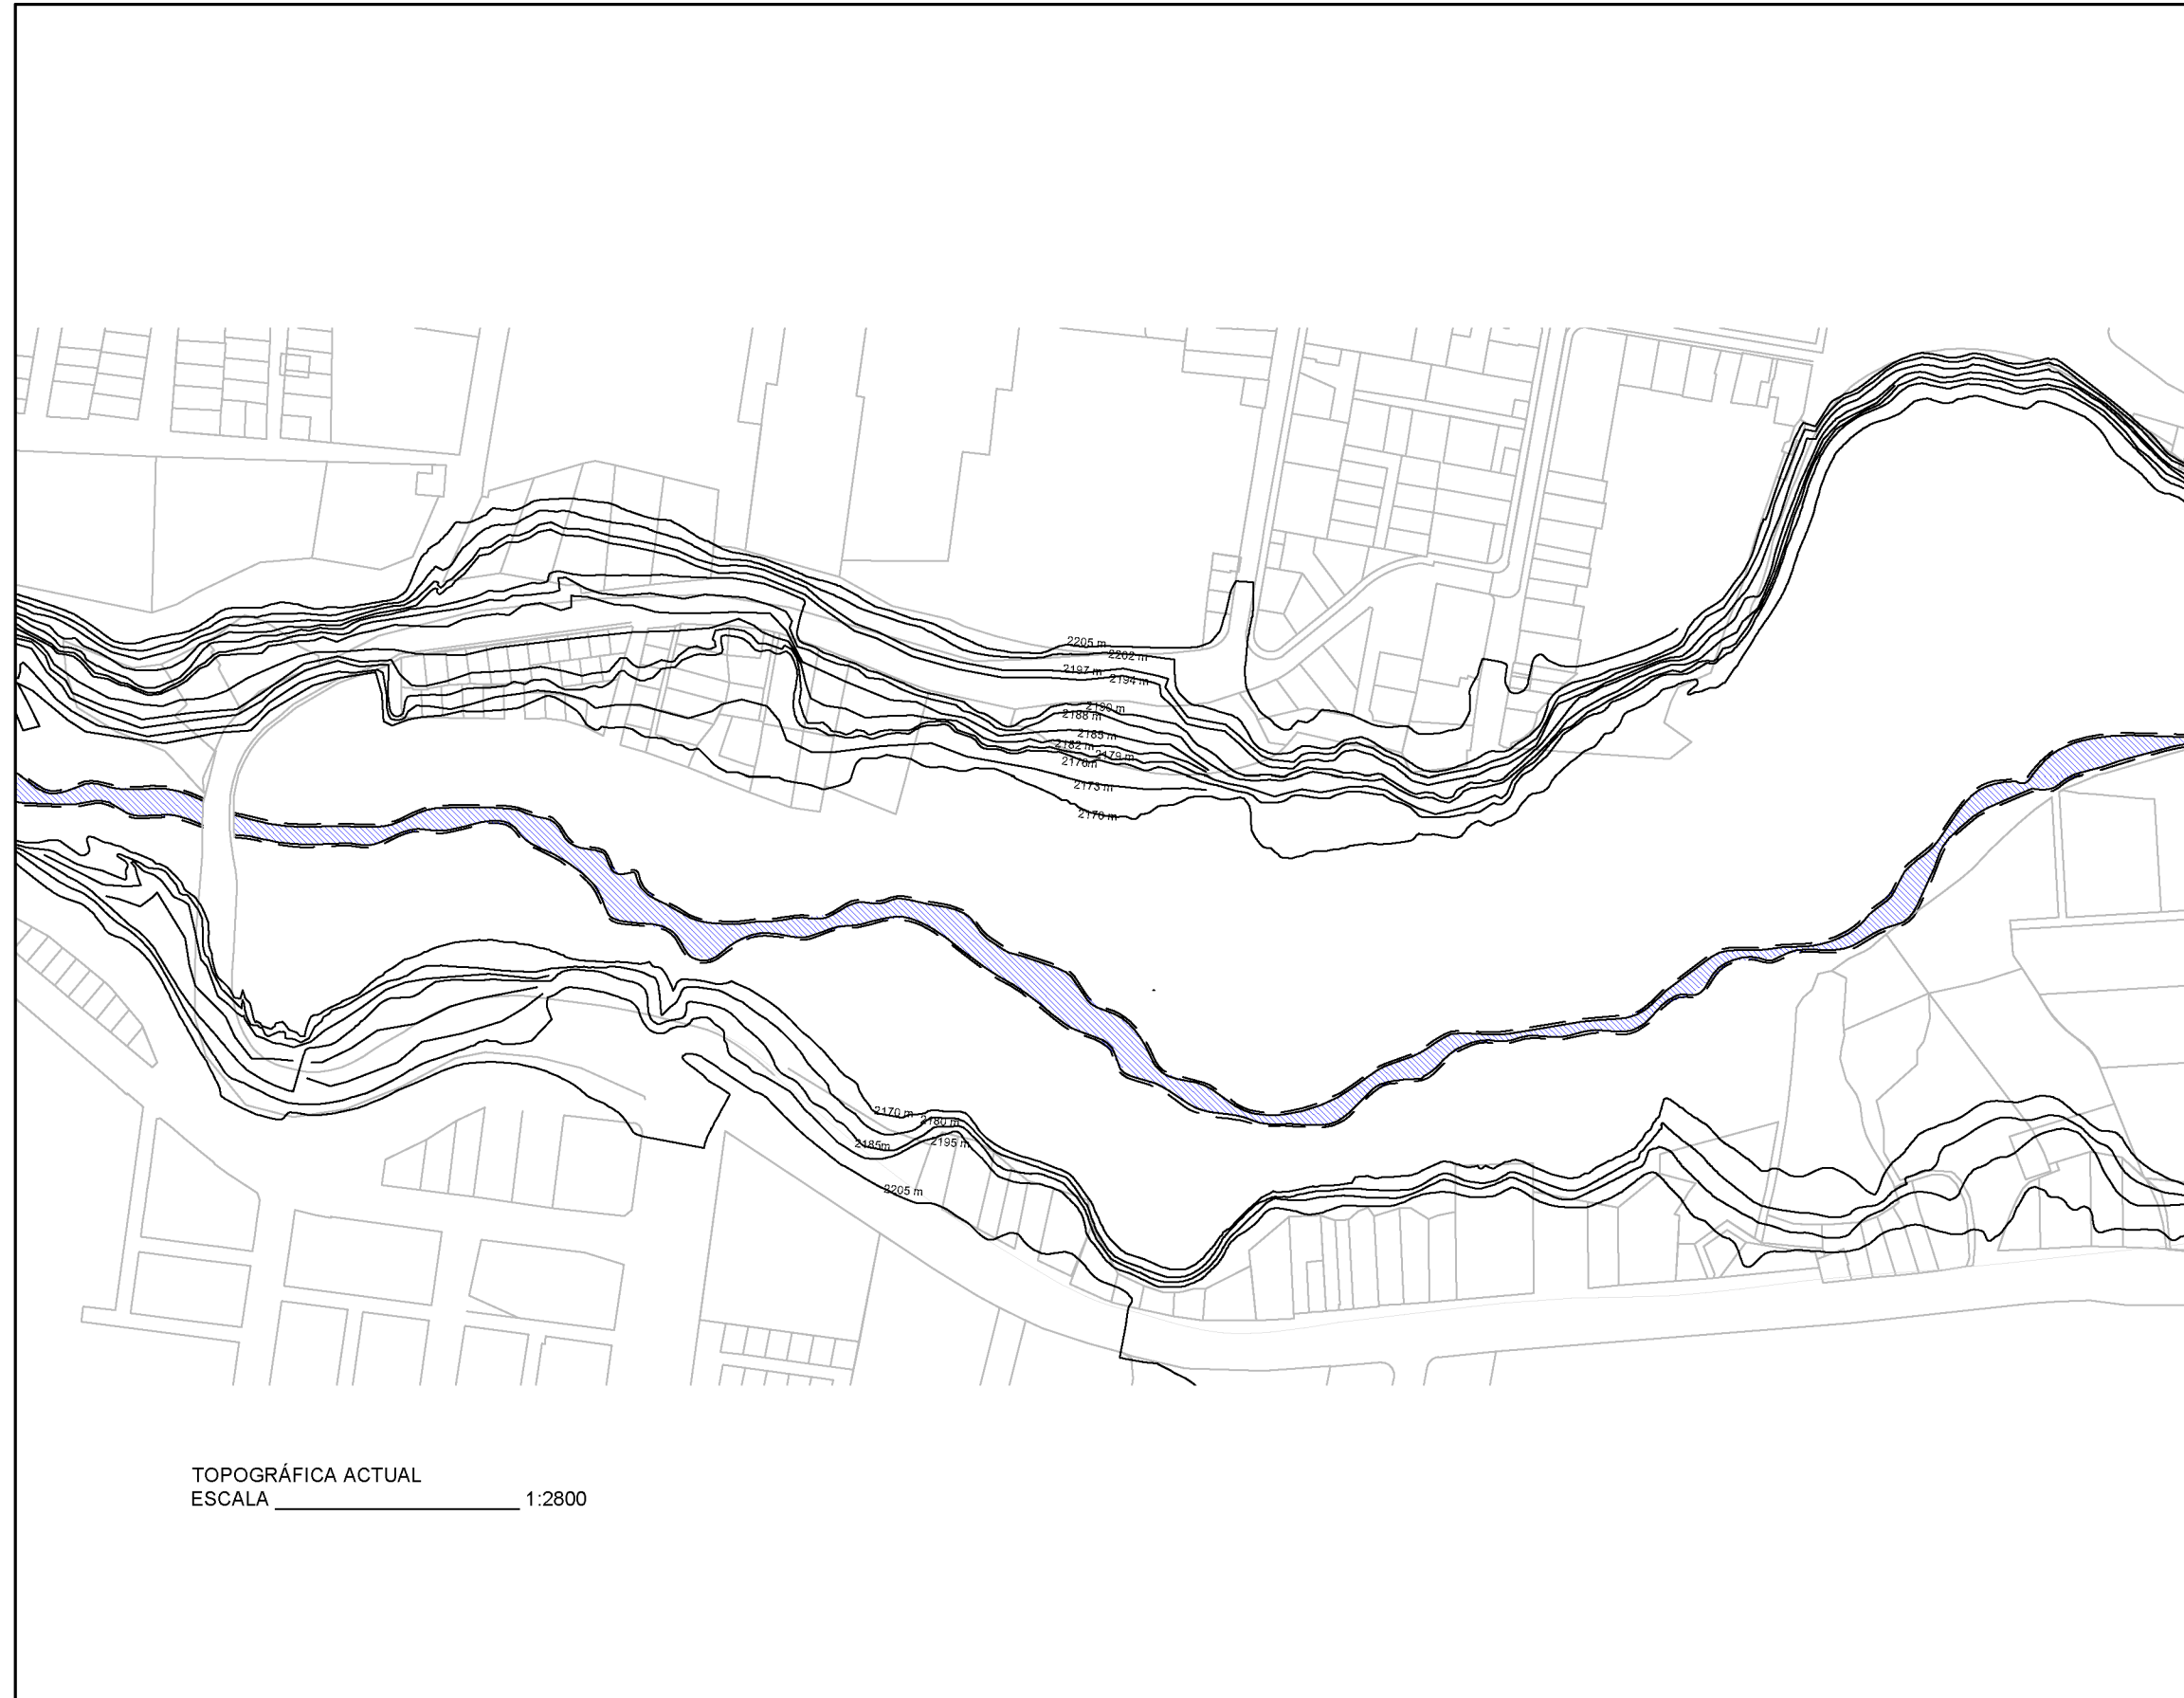 2205 m
2202 m
2197 m
2194 m
2190 m
2188 m
2185 m
2182 m
2179 m
2176m
2173 m
2170 m
2170 m
2180 m
2185m
2195 m
2205 m
TOPOGRÁFICA ACTUAL
ESCALA ______________________ 1:2800